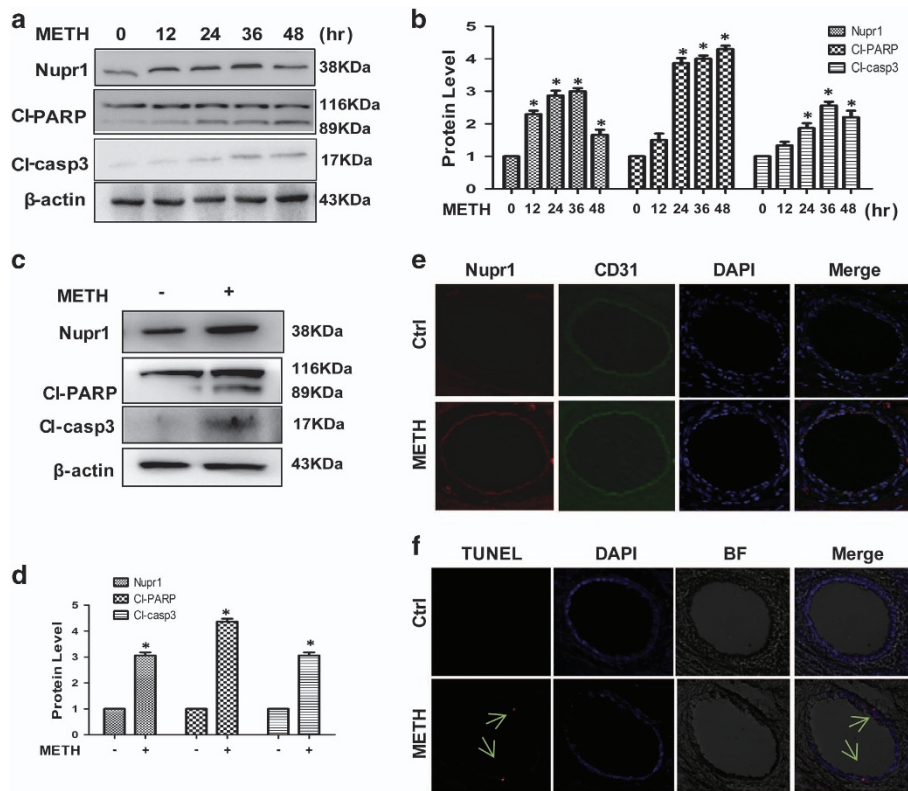 a
METH 0 12 24 36 48 (hr)
Nupr1 38KDa
Cl-PARP 116KDa
89KDa
Cl-casp3 17KDa
β-actin 43KDa
b
Nupr1
Cl-PARP
Cl-casp3
Protein Level
5
4
3
2
1
0
* * * * * * * * * *
METH 0 12 24 36 48 0 12 24 36 48 0 12 24 36 48 (hr)
c
METH - +
Nupr1 38KDa
Cl-PARP 116KDa
89KDa
Cl-casp3 17KDa
β-actin 43KDa
d
Nupr1
Cl-PARP
Cl-casp3
Protein Level
5
4
3
2
1
0
* * *
METH - + - + - +
e
Nupr1 CD31 DAPI Merge
Ctrl
METH
f
TUNEL DAPI BF Merge
Ctrl
METH